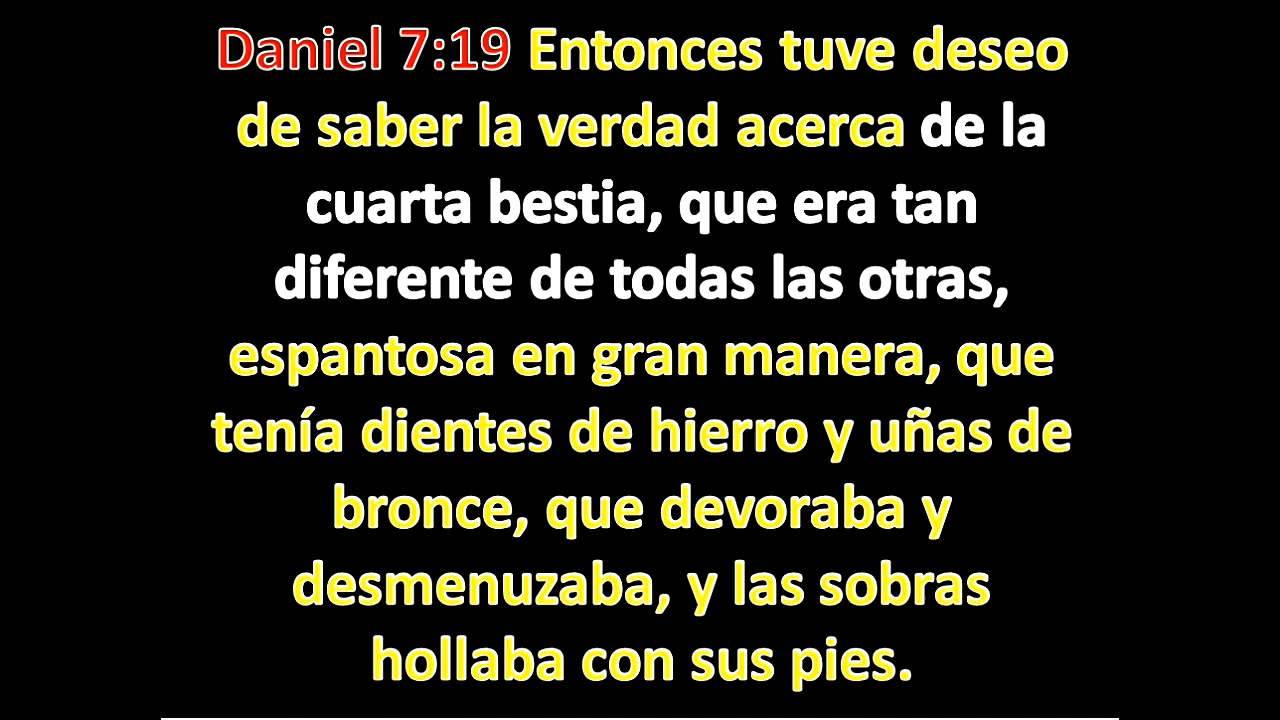 Daniel 7:19 Entonces tuve deseo
de saber la verdad acerca de la
cuarta bestia, que era tan
diferente de todas las otras,
espantosa en gran manera, que
tenía dientes de hierro y uñas de
bronce, que devoraba y
desmenuzaba, y las sobras
hollaba con sus pies.